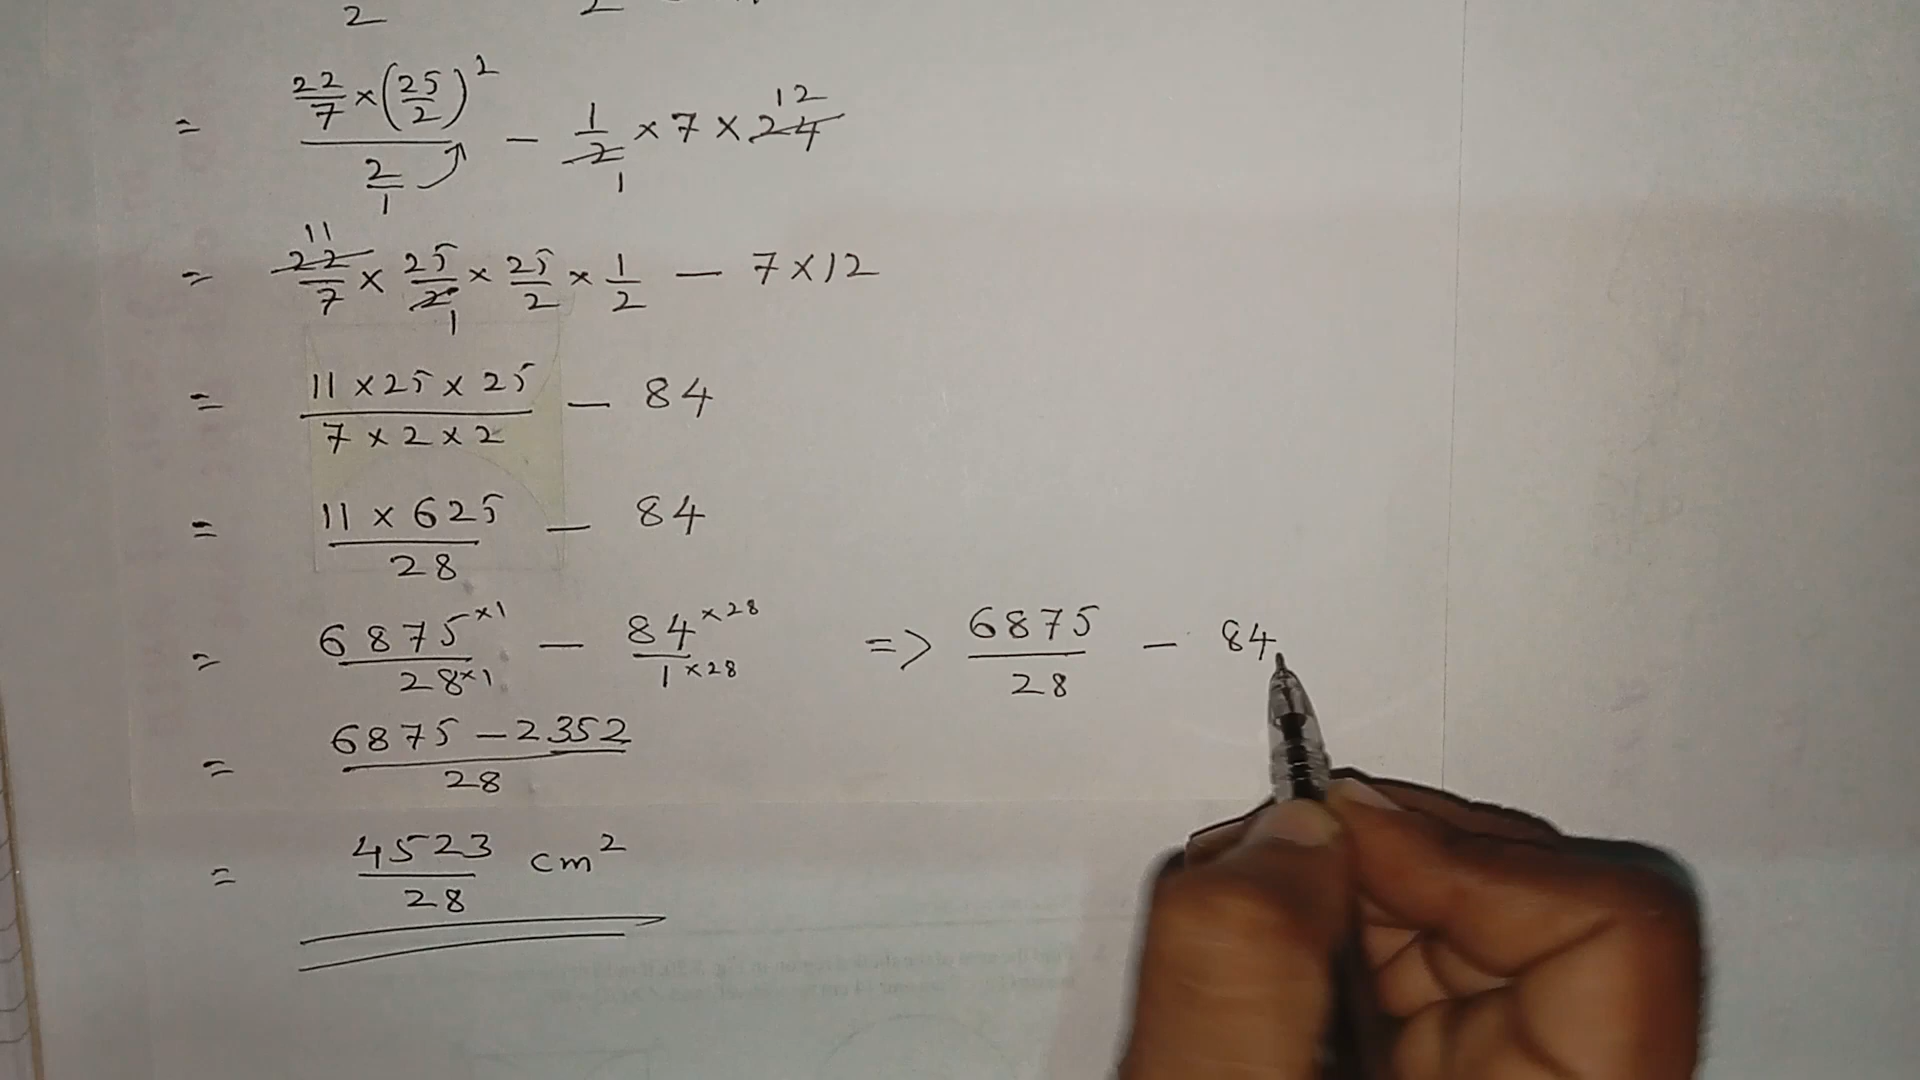 2 2
= 22/7 × (25/2)² / 2/1 - 1/2 1 × 7 × 24 12
= 22 11/7 × 25/2 1 × 25/2 × 1/2 - 7 × 12
= 11 × 25 × 25 / 7 × 2 × 2 - 84
= 11 × 625 / 28 - 84
= 6875 ×1 / 28 ×1 - 84 ×28 / 1 ×28 => 6875 / 28 - 84
= 6875 - 2352 / 28
= 4523 / 28 cm²